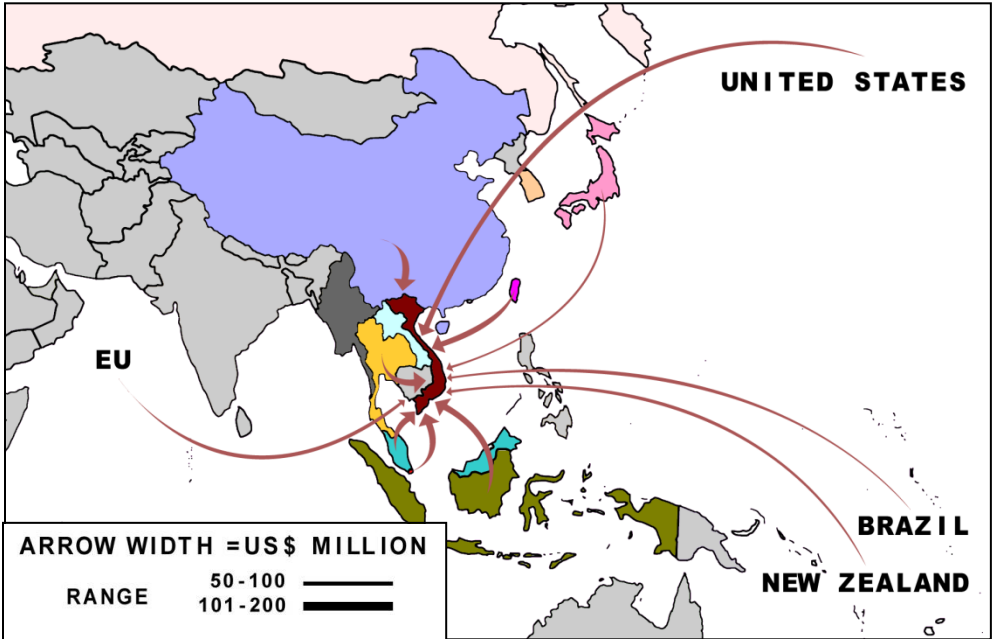 UNITED STATES
EU
BRAZIL
NEW ZEALAND
ARROW WIDTH =US$ MILLION
RANGE
50-100
101-200